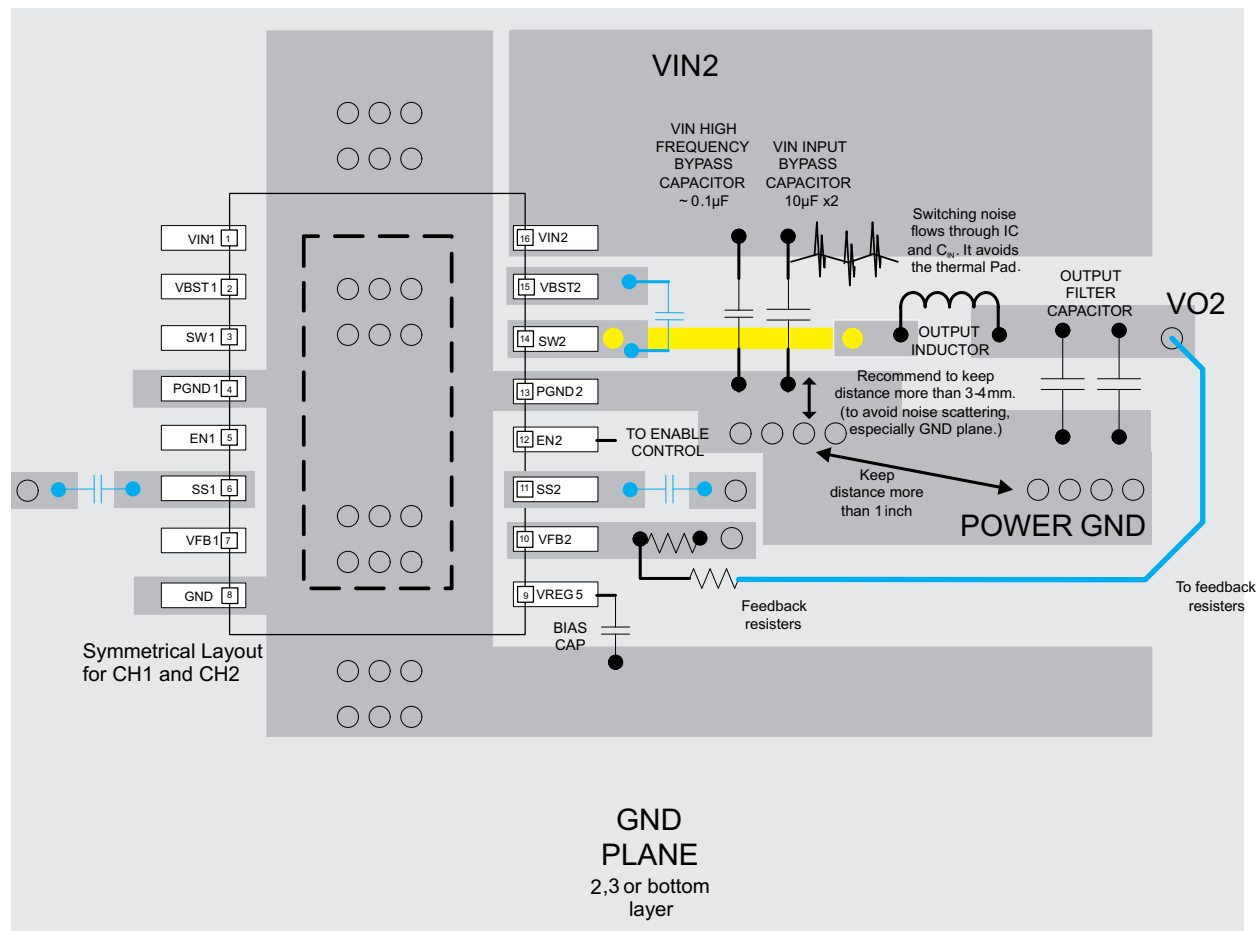 VIN2
VIN HIGH
FREQUENCY
BYPASS
CAPACITOR
~ 0.1µF
VIN INPUT
BYPASS
CAPACITOR
10µF x2
Switching noise
flows through IC
and CIN. It avoids
the thermal Pad.
OUTPUT
FILTER
CAPACITOR
VO2
OUTPUT
INDUCTOR
VIN1 1
VBST1 2
SW1 3
PGND1 4
EN1 5
SS1 6
VFB1 7
GND 8
16 VIN2
15 VBST2
14 SW2
13 PGND2
12 EN2
11 SS2
10 VFB2
9 VREG5
TO ENABLE
CONTROL
Recommend to keep
distance more than 3-4mm.
(to avoid noise scattering,
especially GND plane.)
Keep
distance more
than 1 inch
POWER GND
To feedback
resisters
Feedback
resisters
BIAS
CAP
Symmetrical Layout
for CH1 and CH2
GND
PLANE
2,3 or bottom
layer